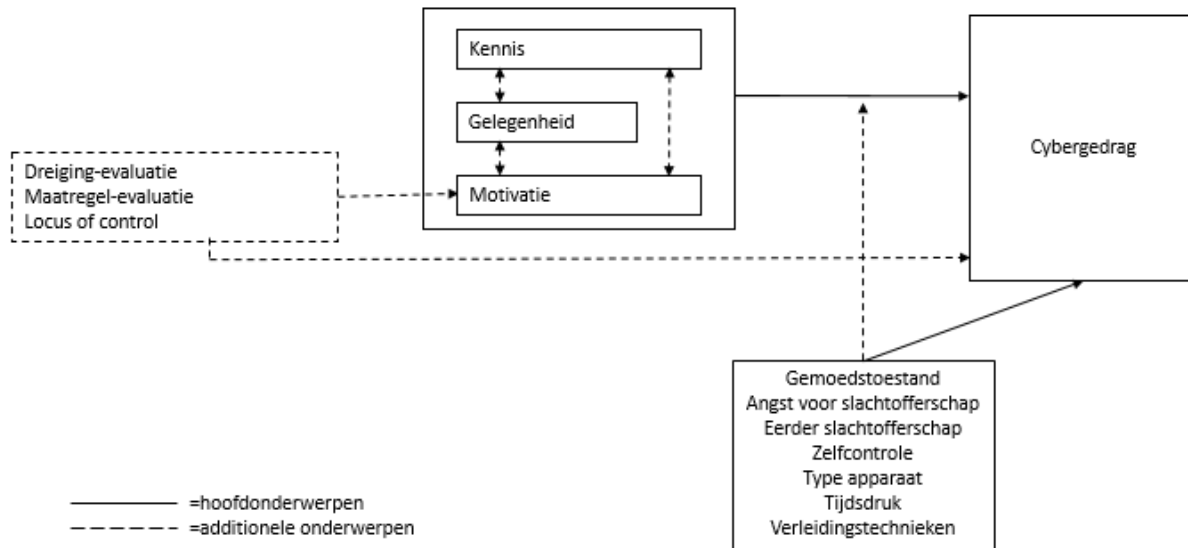 Kennis
Gelegenheid
Motivatie
Dreiging-evaluatie
Maatregel-evaluatie
Locus of control
Cybergedrag
Gemoedstoestand
Angst voor slachtofferschap
Eerder slachtofferschap
Zelfcontrole
Type apparaat
Tijdsdruk
Verleidingstechnieken
=hoofdonderwerpen
=additionele onderwerpen